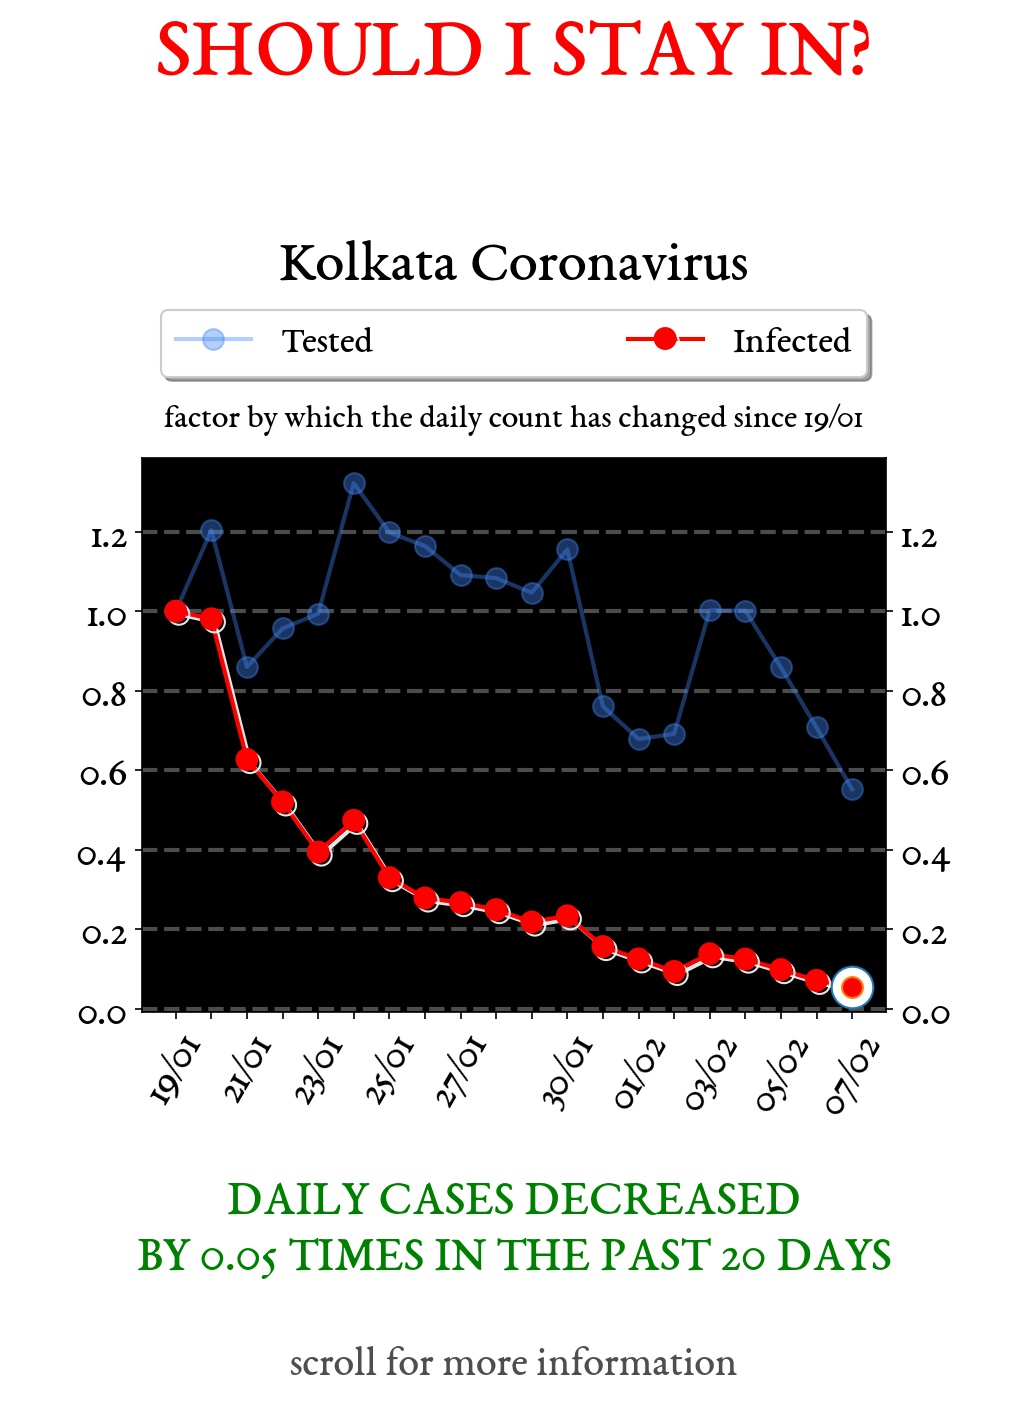 SHOULD I STAY IN?
Kolkata Coronavirus
Tested Infected
factor by which the daily count has changed since 19/01
1.2 1.2
1.0 1.0
0.8 0.8
0.6 0.6
0.4 0.4
0.2 0.2
0.0 0.0
19/01 21/01 23/01 25/01 27/01 30/01 01/02 03/02 05/02 07/02
DAILY CASES DECREASED
BY 0.05 TIMES IN THE PAST 20 DAYS
scroll for more information